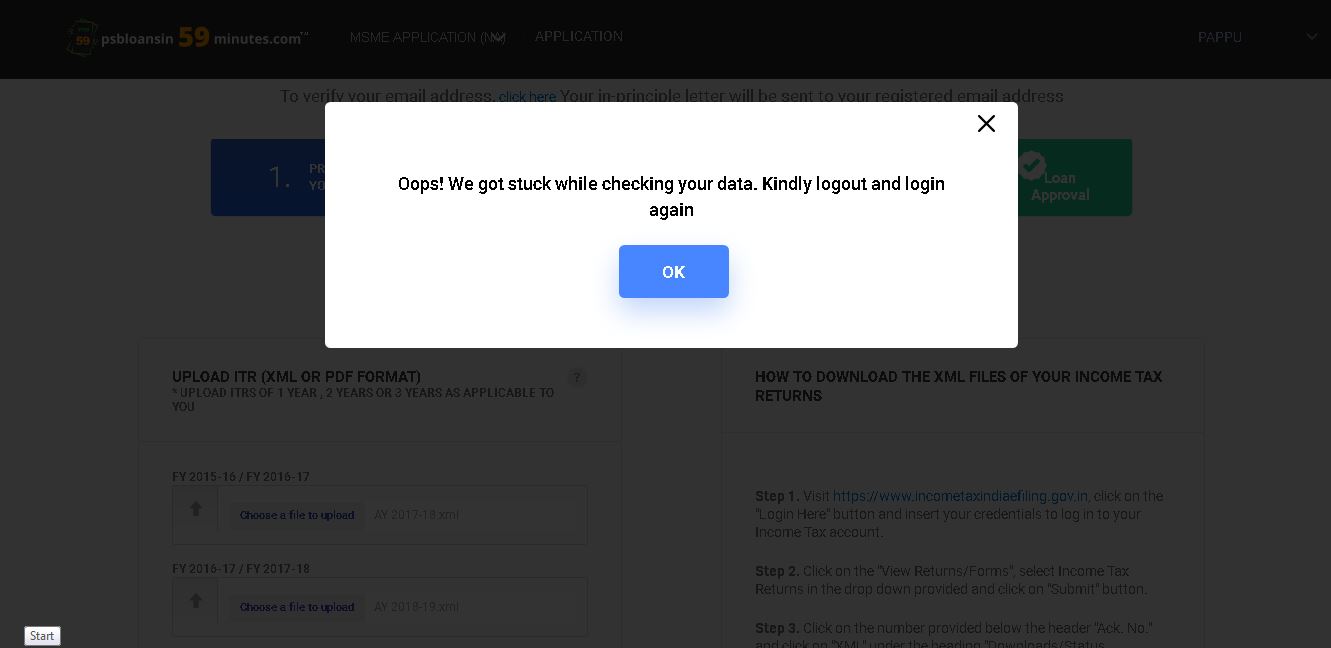 psbloansin 59 minutes.com™
MSME APPLICATION (N
APPLICATION
PAPPU
To verify your email address, click here Your in-principle letter will be sent to your registered email address
1.
PR
YO
Loan
Approval
Oops! We got stuck while checking your data. Kindly logout and login
again
OK
UPLOAD ITR (XML OR PDF FORMAT)
?
* UPLOAD ITRS OF 1 YEAR , 2 YEARS OR 3 YEARS AS APPLICABLE TO
YOU
FY 2015-16 / FY 2016-17
Choose a file to upload AY 2017-18.xml
FY 2016-17 / FY 2017-18
Choose a file to upload AY 2018-19.xml
HOW TO DOWNLOAD THE XML FILES OF YOUR INCOME TAX
RETURNS
Step 1. Visit https://www.incometaxindiaefiling.gov.in, click on the
"Login Here" button and insert your credentials to log in to your
Income Tax account.
Step 2. Click on the "View Returns/Forms", select Income Tax
Returns in the drop down provided and click on "Submit" button.
Step 3. Click on the number provided below the header "Ack. No."
and click on "XML" under the heading "Downloads/Status
Start